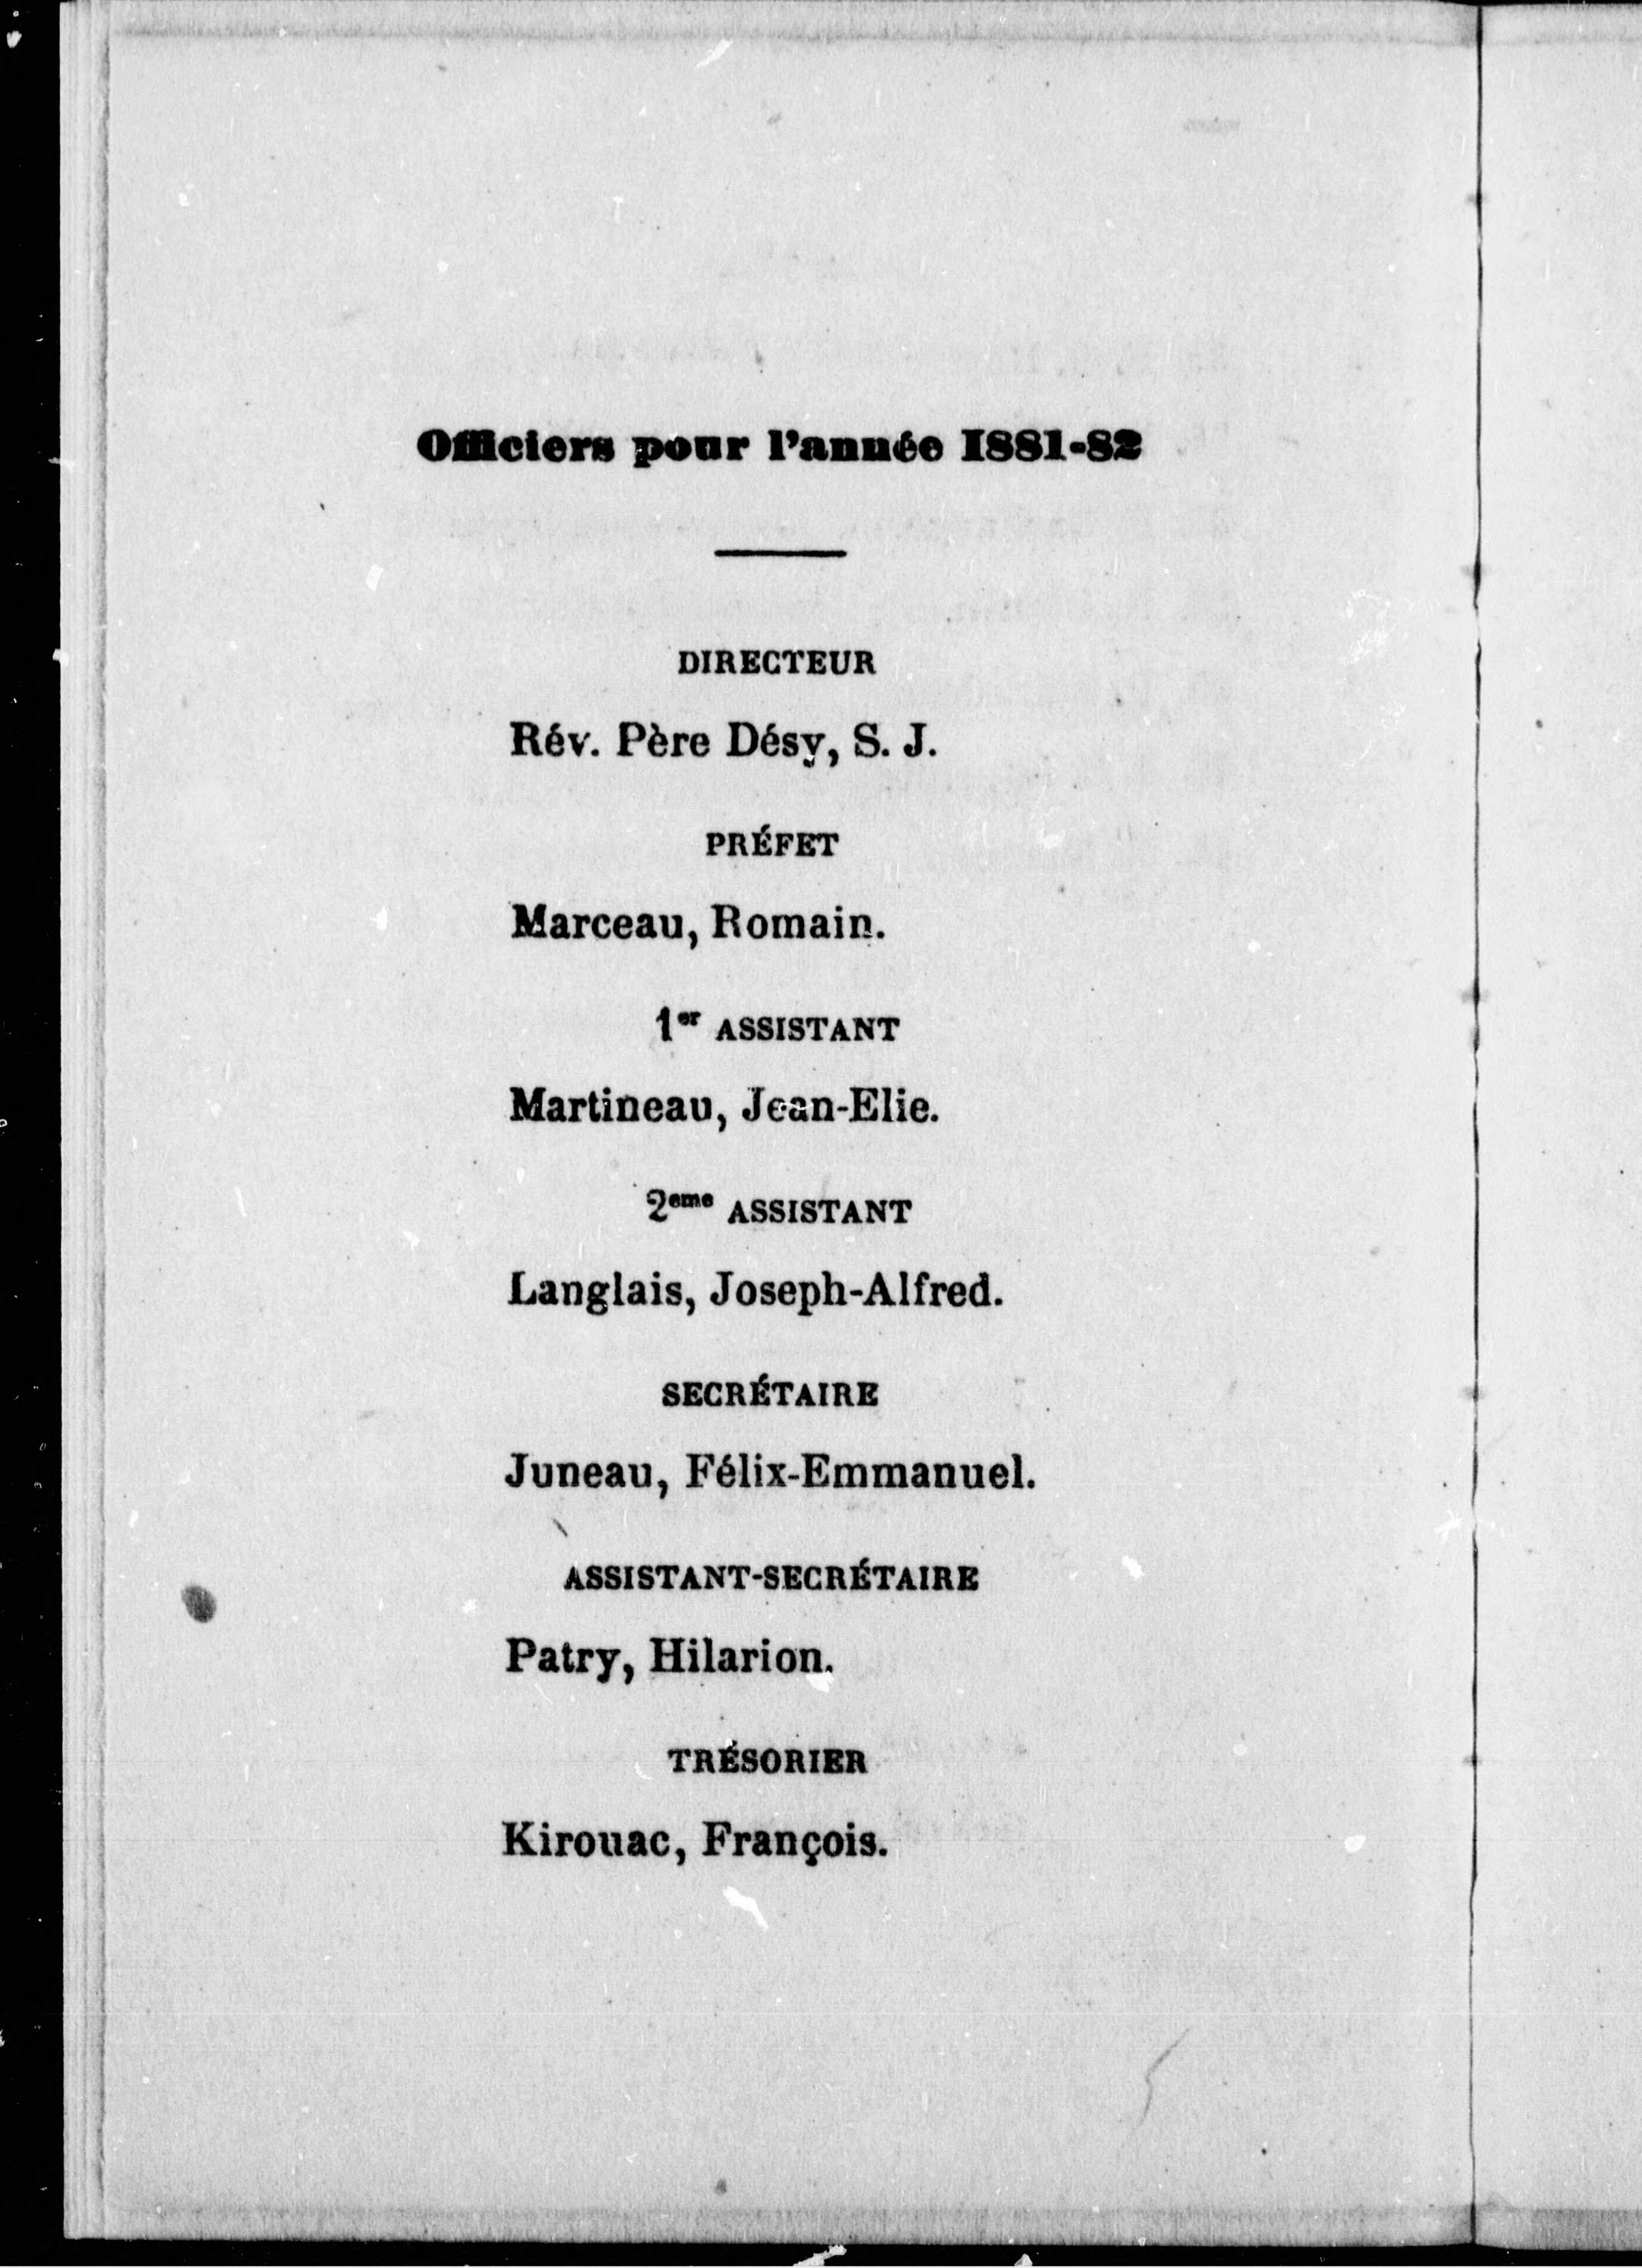 Officiers pour l'année 1881-82
DIRECTEUR
Rév. Père Désy, S. J.
PRÉFET
Marceau, Romain.
1er ASSISTANT
Martineau, Jean-Elie.
2eme ASSISTANT
Langlais, Joseph-Alfred.
SECRÉTAIRE
Juneau, Félix-Emmanuel.
ASSISTANT-SECRÉTAIRE
Patry, Hilarion.
TRÉSORIER
Kirouac, François.